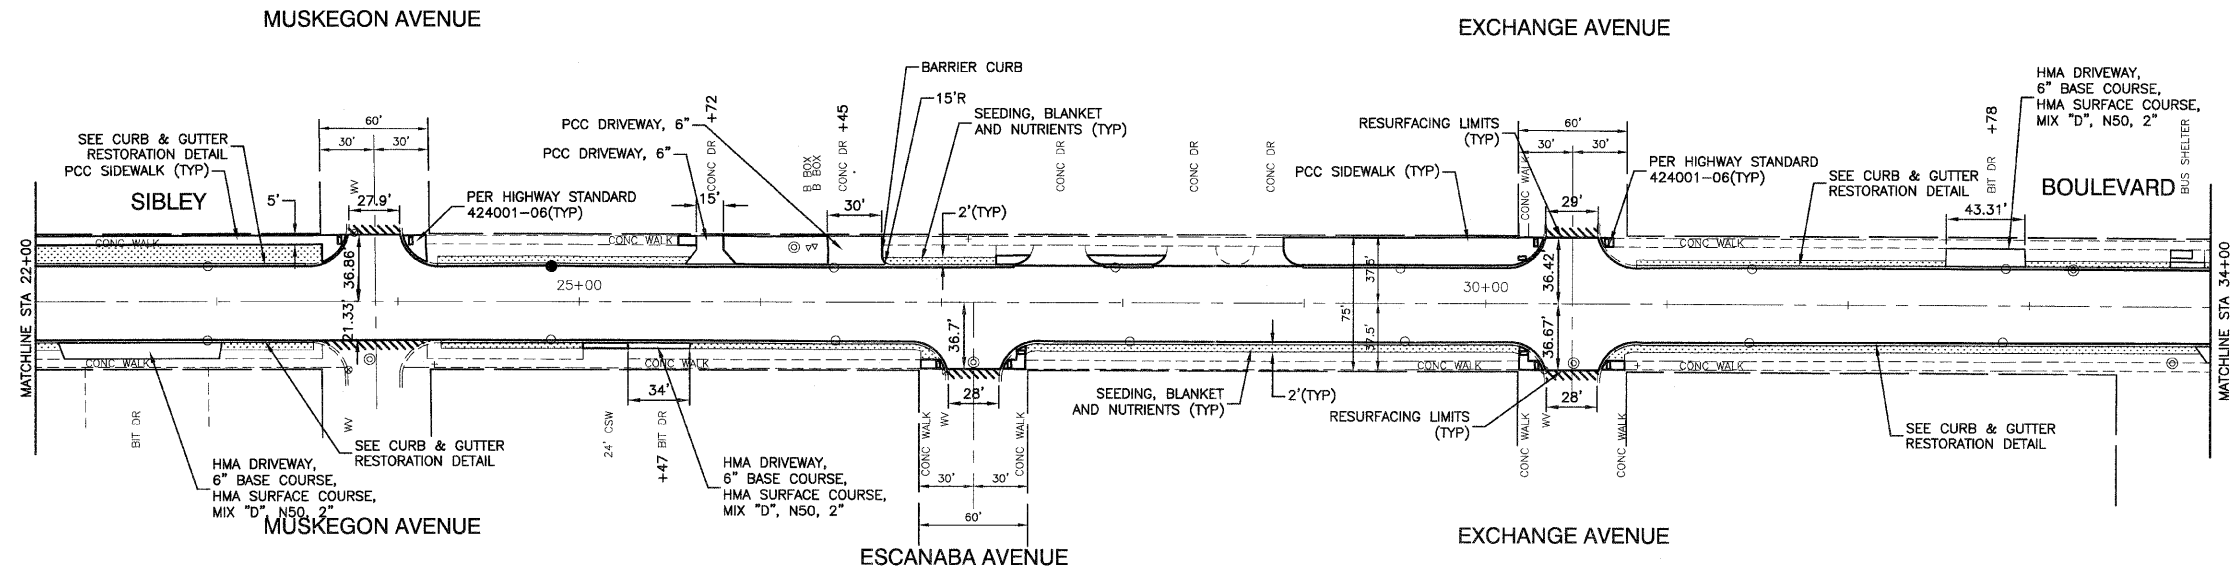 MUSKEGON AVENUE
EXCHANGE AVENUE
BARRIER CURB
15'R
SEEDING, BLANKET
AND NUTRIENTS (TYP)
HMA DRIVEWAY,
6" BASE COURSE,
HMA SURFACE COURSE,
MIX "D", N50, 2"
SEE CURB & GUTTER
RESTORATION DETAIL
PCC SIDEWALK (TYP)
SIBLEY
5'
60'
30'
30'
WV
27.9'
PER HIGHWAY STANDARD
424001-06(TYP)
PCC DRIVEWAY, 6"
PCC DRIVEWAY, 6"
CONC DR
+72
15'
B BOX
B BOX
CONC DR
+45
30'
2'(TYP)
CONC DR
CONC DR
CONC DR
RESURFACING LIMITS
(TYP)
PCC SIDEWALK (TYP)
60'
30'
30'
CONC WALK
29'
PER HIGHWAY STANDARD
424001-06(TYP)
SEE CURB & GUTTER
RESTORATION DETAIL
BIT DR
+78
43.31'
BOULEVARD
BUS SHELTER
MATCHLINE STA 22+00
CONC WALK
CONC WALK
CONC WALK
36.86'
21.33'
25+00
36.7'
75'
37.5'
37.5'
30+00
36.42'
36.67'
MATCHLINE STA 34+00
CONC WALK
CONC WALK
CONC WALK
CONC WALK
BIT DR
WV
SEE CURB & GUTTER
RESTORATION DETAIL
HMA DRIVEWAY,
6" BASE COURSE,
HMA SURFACE COURSE,
MIX "D", N50, 2"
24' CSW
34'
+47
BIT DR
HMA DRIVEWAY,
6" BASE COURSE,
HMA SURFACE COURSE,
MIX "D", N50, 2"
CONC WALK
WV
28'
CONC WALK
30'
30'
60'
SEEDING, BLANKET
AND NUTRIENTS (TYP)
2'(TYP)
RESURFACING LIMITS
(TYP)
CONC WALK
WV
28'
CONC WALK
SEE CURB & GUTTER
RESTORATION DETAIL
MUSKEGON AVENUE
ESCANABA AVENUE
EXCHANGE AVENUE